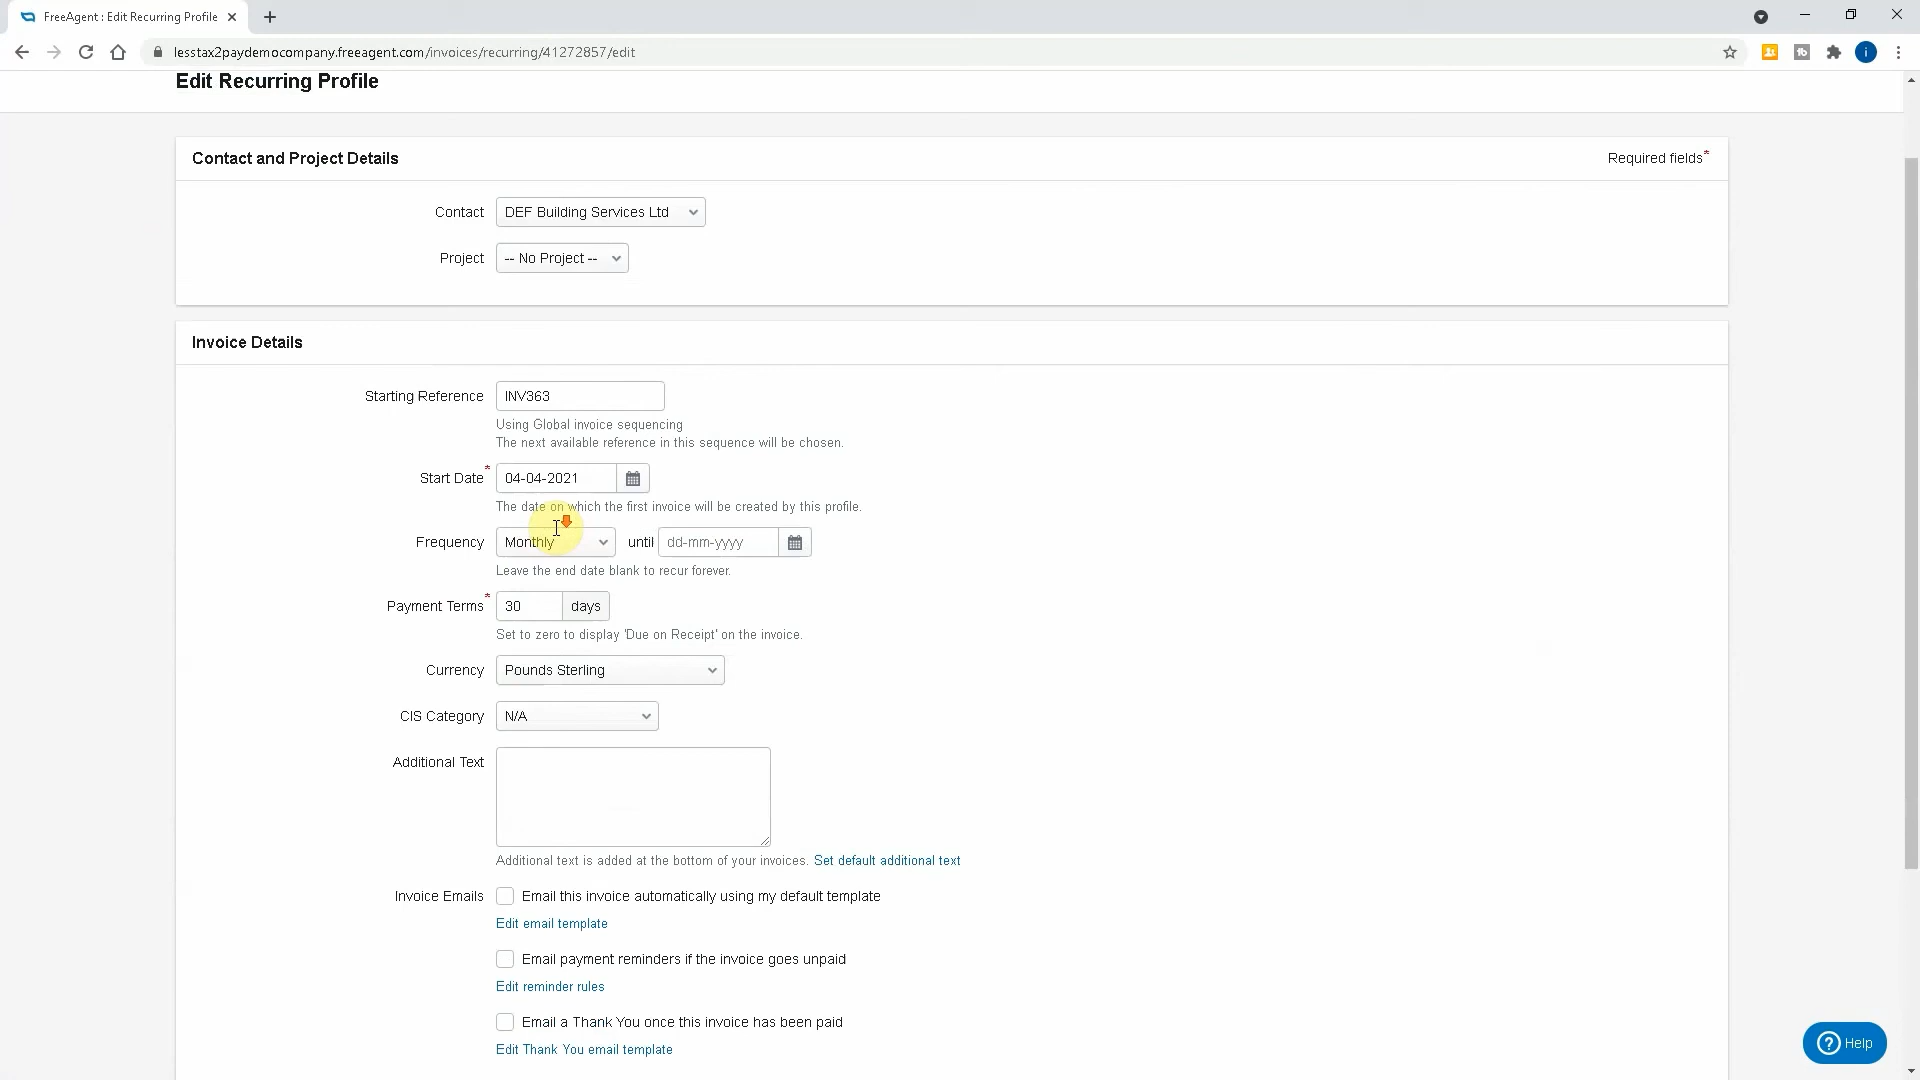 FreeAgent : Edit Recurring Profile
lesstax2paydemocompany.freeagent.com/invoices/recurring/41272857/edit
Edit Recurring Profile
Contact and Project Details
Required fields*
Contact
DEF Building Services Ltd
Project
-- No Project --
Invoice Details
Starting Reference
INV363
Using Global invoice sequencing
The next available reference in this sequence will be chosen.
Start Date*
04-04-2021
The date on which the first invoice will be created by this profile.
Frequency
Monthly
until
dd-mm-yyyy
Leave the end date blank to recur forever.
Payment Terms*
30
days
Set to zero to display 'Due on Receipt' on the invoice.
Currency
Pounds Sterling
CIS Category
N/A
Additional Text
Additional text is added at the bottom of your invoices. Set default additional text
Invoice Emails
Email this invoice automatically using my default template
Edit email template
Email payment reminders if the invoice goes unpaid
Edit reminder rules
Email a Thank You once this invoice has been paid
Edit Thank You email template
? Help
i